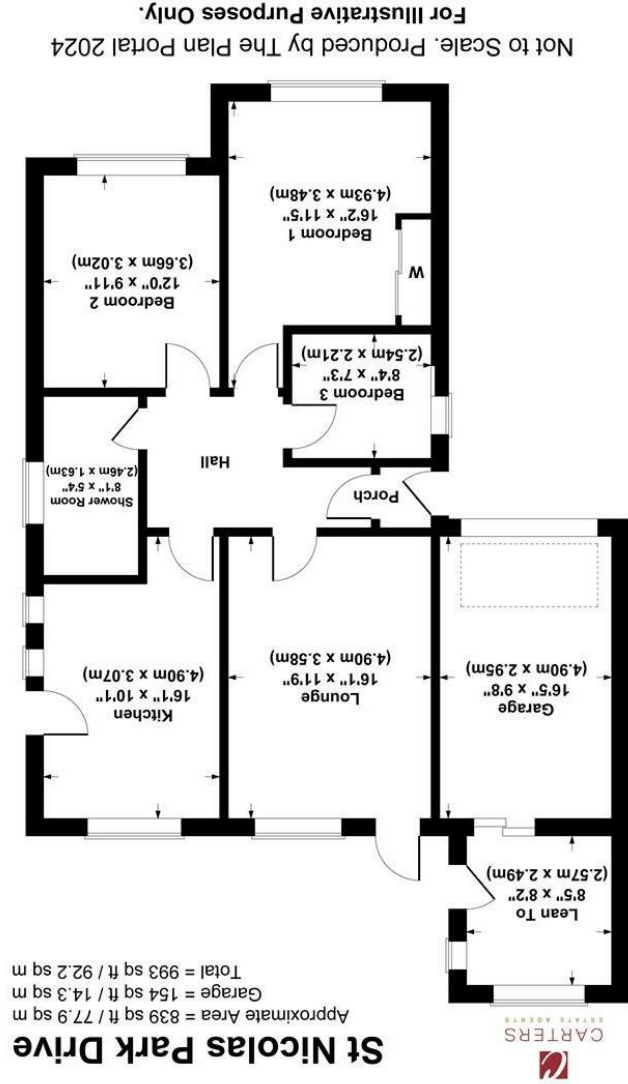 CARTERS
ESTATE AGENTS
St Nicolas Park Drive
Approximate Area = 839 sq ft / 77.9 sq m
Garage = 154 sq ft / 14.3 sq m
Total = 993 sq ft / 92.2 sq m
Lean To
8'5" x 8'2"
(2.57m x 2.49m)
Garage
16'5" x 9'8"
(4.90m x 2.95m)
Lounge
16'1" x 11'9"
(4.90m x 3.58m)
Kitchen
16'1" x 10'1"
(4.90m x 3.07m)
Porch
Hall
Shower Room
8'1" x 5'4"
(2.46m x 1.63m)
Bedroom 3
8'4" x 7'3"
(2.54m x 2.21m)
W
Bedroom 1
16'2" x 11'5"
(4.93m x 3.48m)
Bedroom 2
12'0" x 9'11"
(3.66m x 3.02m)
Not to Scale. Produced by The Plan Portal 2024
For Illustrative Purposes Only.